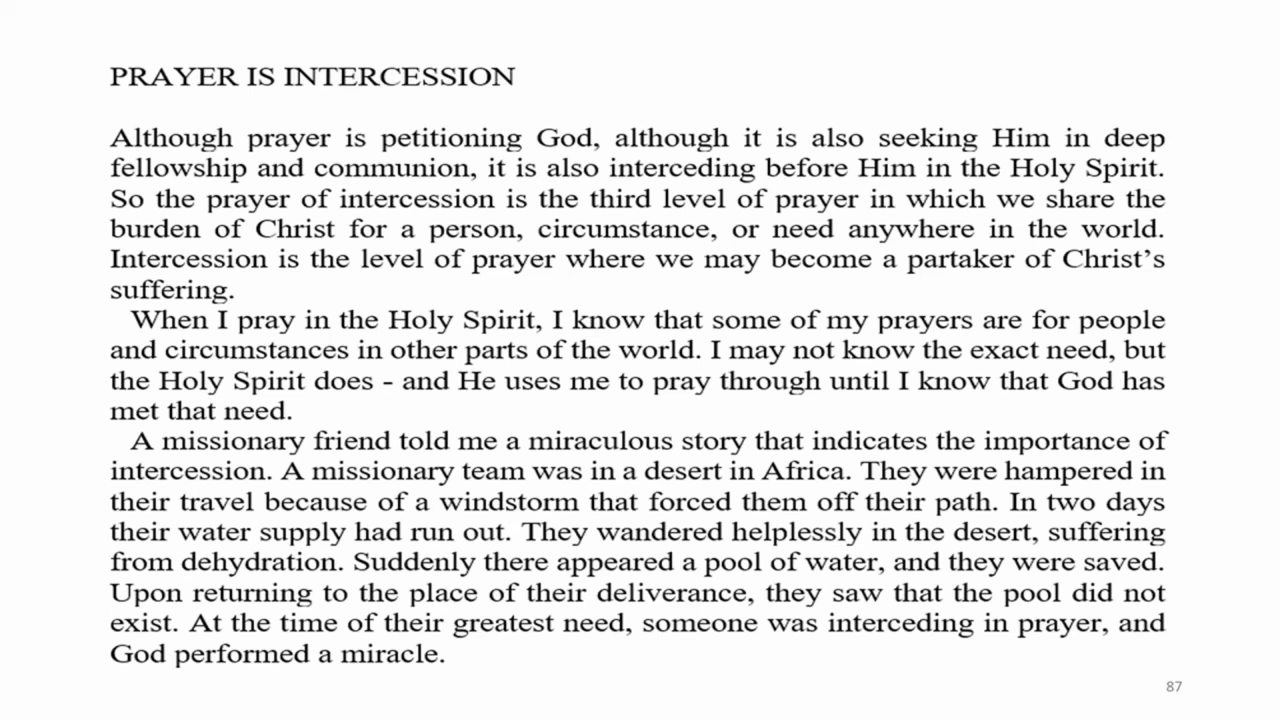 PRAYER IS INTERCESSION
Although prayer is petitioning God, although it is also seeking Him in deep
fellowship and communion, it is also interceding before Him in the Holy Spirit.
So the prayer of intercession is the third level of prayer in which we share the
burden of Christ for a person, circumstance, or need anywhere in the world.
Intercession is the level of prayer where we may become a partaker of Christ’s
suffering.
When I pray in the Holy Spirit, I know that some of my prayers are for people
and circumstances in other parts of the world. I may not know the exact need, but
the Holy Spirit does - and He uses me to pray through until I know that God has
met that need.
A missionary friend told me a miraculous story that indicates the importance of
intercession. A missionary team was in a desert in Africa. They were hampered in
their travel because of a windstorm that forced them off their path. In two days
their water supply had run out. They wandered helplessly in the desert, suffering
from dehydration. Suddenly there appeared a pool of water, and they were saved.
Upon returning to the place of their deliverance, they saw that the pool did not
exist. At the time of their greatest need, someone was interceding in prayer, and
God performed a miracle.
87